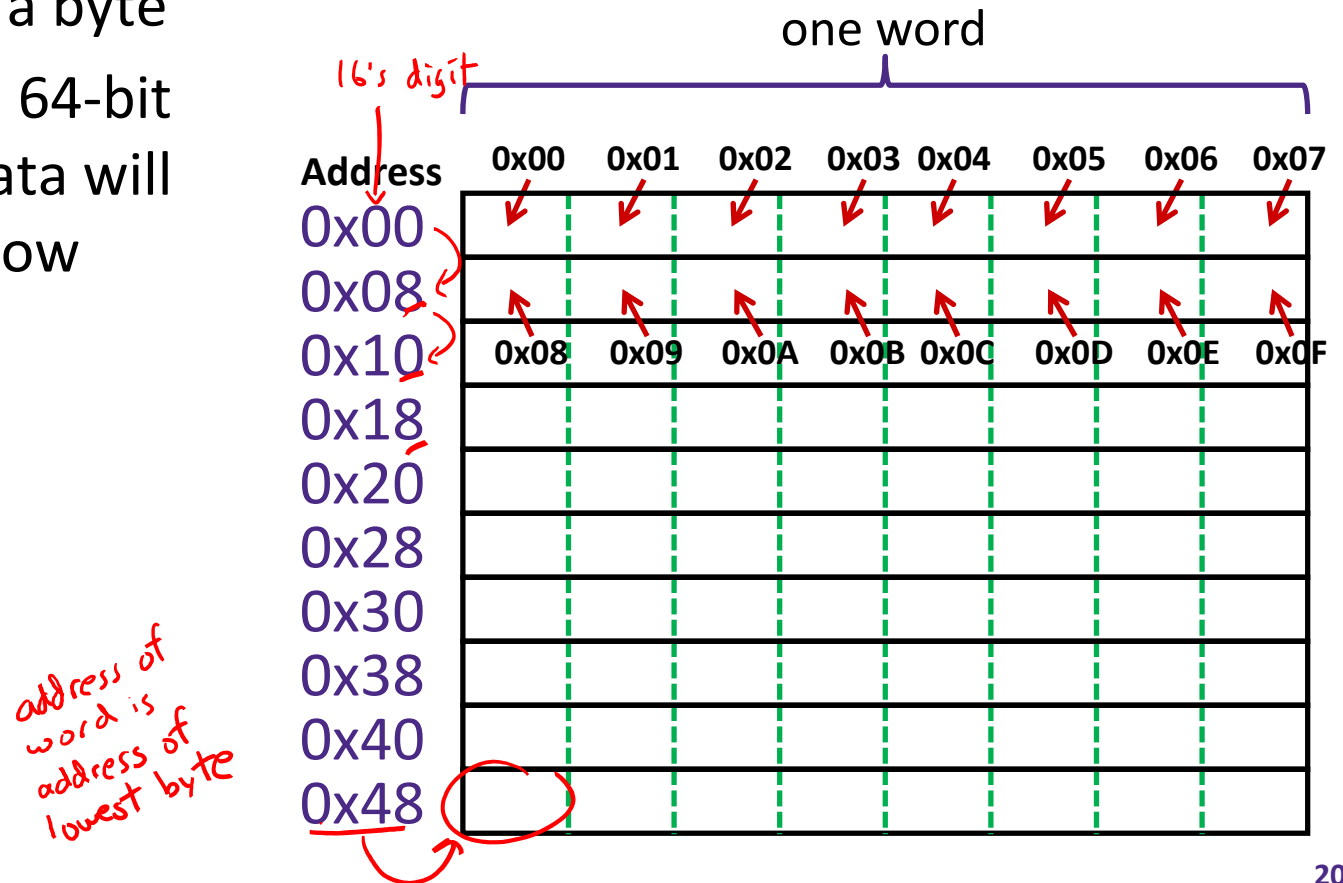 a byte
64-bit
ata will
ow
one word
16's digit
Address
0x00 0x01 0x02 0x03 0x04 0x05 0x06 0x07
0x00
0x08
0x10
0x08 0x09 0x0A 0x0B 0x0C 0x0D 0x0E 0x0F
0x18
0x20
0x28
0x30
0x38
0x40
0x48
address of
word is
address of
lowest byte
20